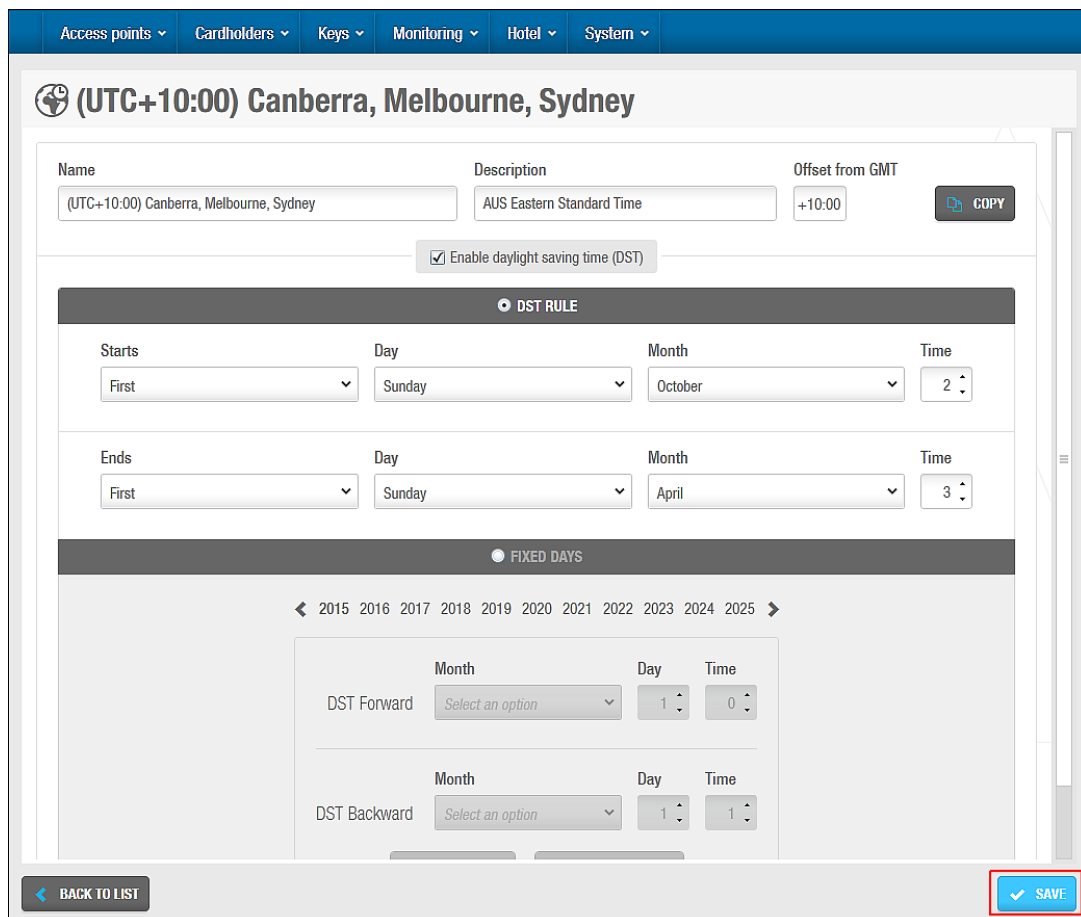 Access points Cardholders Keys Monitoring Hotel System
(UTC+10:00) Canberra, Melbourne, Sydney
Name Description Offset from GMT
(UTC+10:00) Canberra, Melbourne, Sydney AUS Eastern Standard Time +10:00 COPY
Enable daylight saving time (DST)
DST RULE
Starts Day Month Time
First Sunday October 2
Ends Day Month Time
First Sunday April 3
FIXED DAYS
2015 2016 2017 2018 2019 2020 2021 2022 2023 2024 2025
Month Day Time
DST Forward Select an option 1 0
Month Day Time
DST Backward Select an option 1 1
BACK TO LIST SAVE